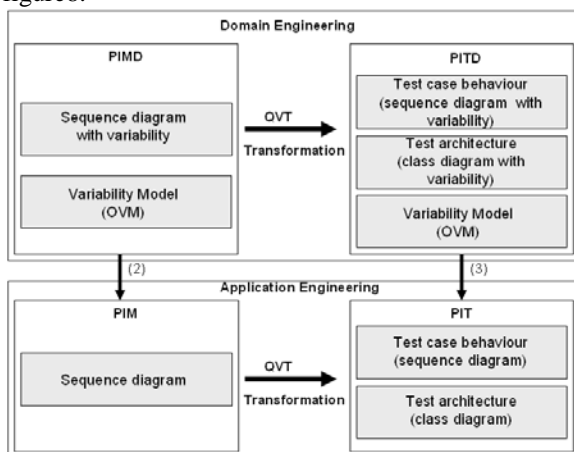 figures.
Domain Engineering
PIMD
Sequence diagram
with variability
Variability Model
(OVM)
QVT
Transformation
PITD
Test case behaviour
(sequence diagram with
variability)
Test architecture
(class diagram with
variability)
Variability Model
(OVM)
(2)
(3)
Application Engineering
PIM
Sequence diagram
QVT
Transformation
PIT
Test case behaviour
(sequence diagram)
Test architecture
(class diagram)